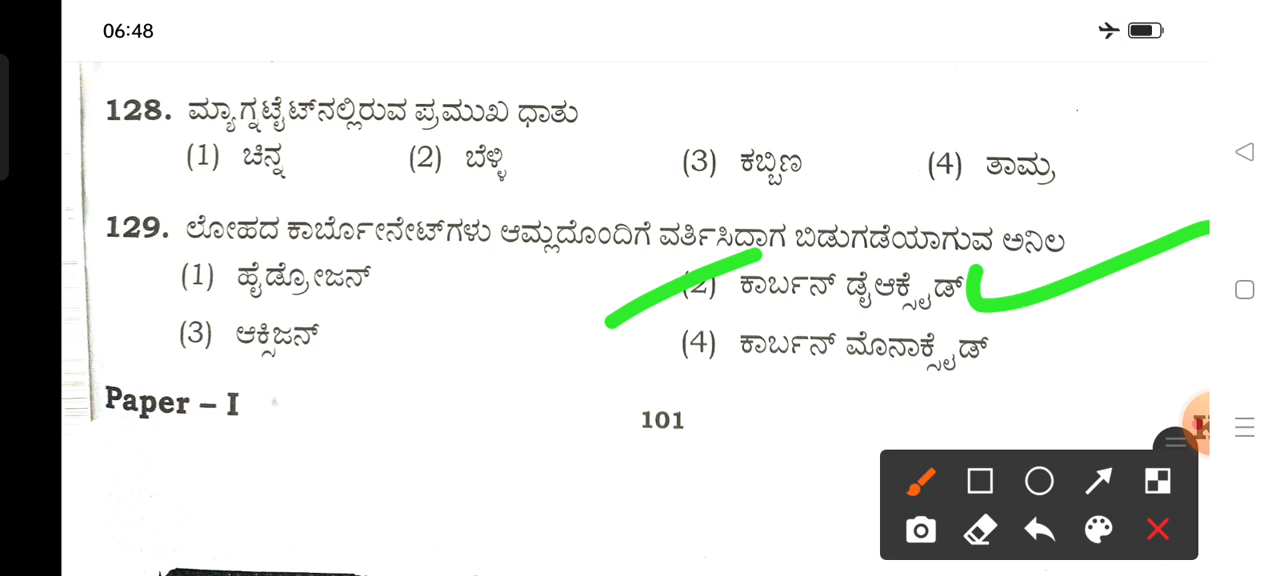 06:48
128. ಮ್ಯಾಗ್ನಟೈಟ್‌ನಲ್ಲಿರುವ ಪ್ರಮುಖ ಧಾತು
(1) ಚಿನ್ನ (2) ಬೆಳ್ಳಿ (3) ಕಬ್ಬಿಣ (4) ತಾಮ್ರ
129. ಲೋಹದ ಕಾರ್ಬೋನೇಟ್‌ಗಳು ಆಮ್ಲದೊಂದಿಗೆ ವರ್ತಿಸಿದಾಗ ಬಿಡುಗಡೆಯಾಗುವ ಅನಿಲ
(1) ಹೈಡ್ರೋಜನ್ (2) ಕಾರ್ಬನ್ ಡೈಆಕ್ಸೈಡ್
(3) ಆಕ್ಸಿಜನ್ (4) ಕಾರ್ಬನ್ ಮೊನಾಕ್ಸೈಡ್
Paper – I
101